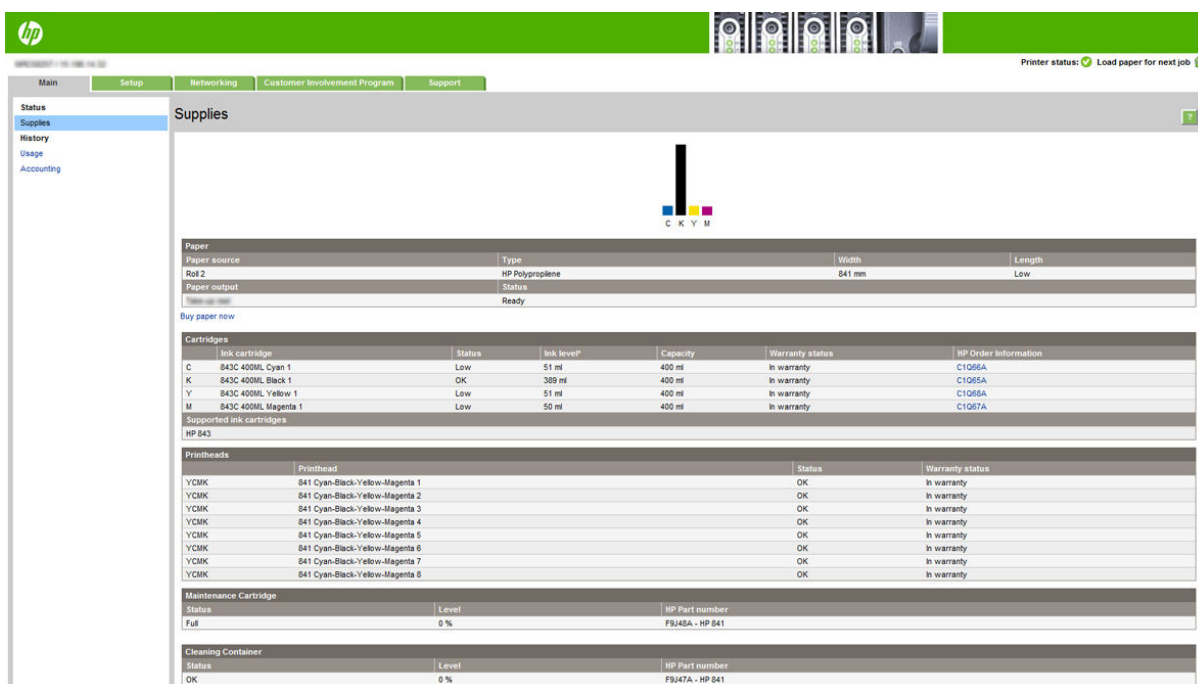 hp
Printer status: Load paper for next job
Main Setup Networking Customer Involvement Program Support
Status
Supplies
History
Usage
Accounting
Supplies
?
C K Y M
Paper
Paper source Type Width Length
Roll 2 HP Polypropilene 841 mm Low
Paper output Status
Ready
Buy paper now
Cartridges
Ink cartridge Status Ink level* Capacity Warranty status HP Order Information
C 843C 400ML Cyan 1 Low 51 ml 400 ml In warranty C1Q66A
K 843C 400ML Black 1 OK 389 ml 400 ml In warranty C1Q65A
Y 843C 400ML Yellow 1 Low 51 ml 400 ml In warranty C1Q68A
M 843C 400ML Magenta 1 Low 50 ml 400 ml In warranty C1Q67A
Supported ink cartridges
HP 843
Printheads
Printhead Status Warranty status
YCMK 841 Cyan-Black-Yellow-Magenta 1 OK In warranty
YCMK 841 Cyan-Black-Yellow-Magenta 2 OK In warranty
YCMK 841 Cyan-Black-Yellow-Magenta 3 OK In warranty
YCMK 841 Cyan-Black-Yellow-Magenta 4 OK In warranty
YCMK 841 Cyan-Black-Yellow-Magenta 5 OK In warranty
YCMK 841 Cyan-Black-Yellow-Magenta 6 OK In warranty
YCMK 841 Cyan-Black-Yellow-Magenta 7 OK In warranty
YCMK 841 Cyan-Black-Yellow-Magenta 8 OK In warranty
Maintenance Cartridge
Status Level HP Part number
Full 0 % F9J48A - HP 841
Cleaning Container
Status Level HP Part number
OK 0 % F9J47A - HP 841